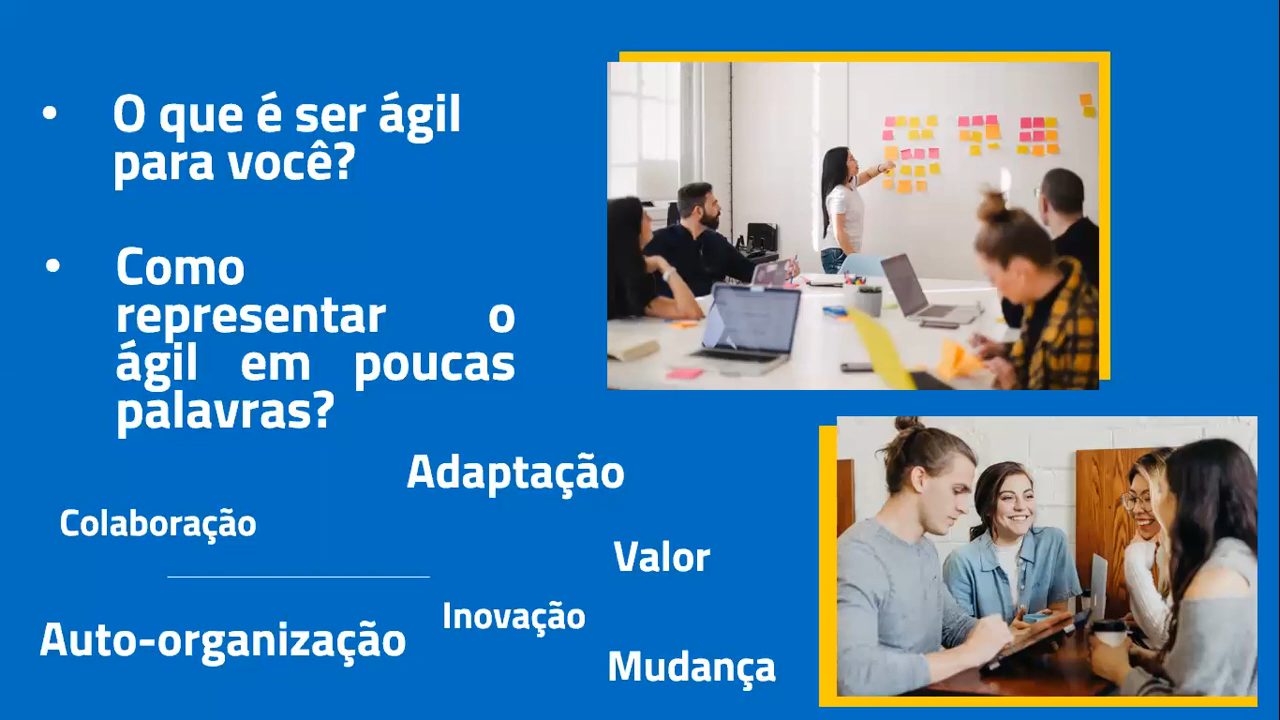 • O que é ser ágil
para você?
• Como
representar o
ágil em poucas
palavras?
Adaptação
Colaboração
Valor
Inovação
Auto-organização
Mudança